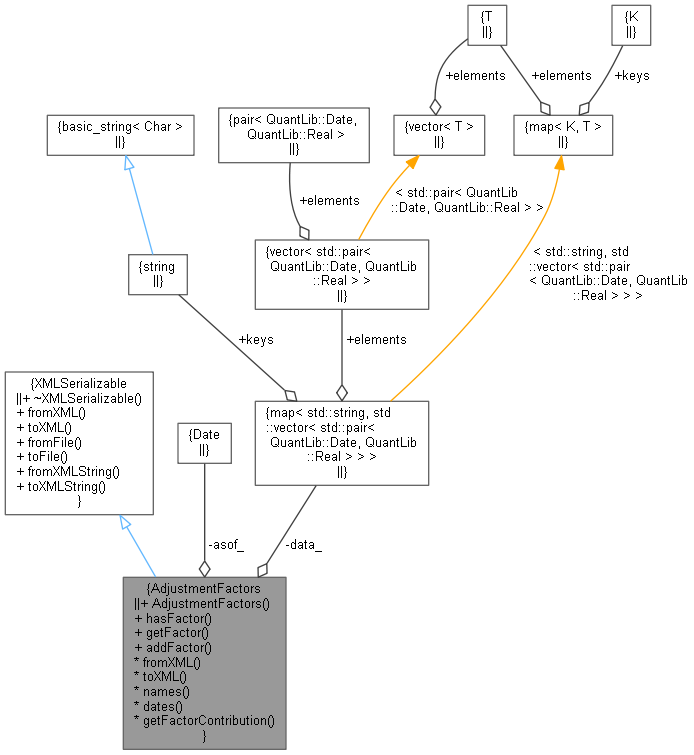 {T
||}
{K
||}
+elements
+elements
+keys
{pair< QuantLib::Date,
QuantLib::Real >
||}
{basic_string< Char >
||}
{vector< T >
||}
{map< K, T >
||}
+elements
< std::pair< QuantLib
::Date, QuantLib::Real > >
{string
||}
{vector< std::pair<
QuantLib::Date, QuantLib
::Real > >
||}
< std::string, std
::vector< std::pair
< QuantLib::Date, QuantLib
::Real > > >
+keys
+elements
{XMLSerializable
||+ ~XMLSerializable()
+ fromXML()
+ toXML()
+ fromFile()
+ toFile()
+ fromXMLString()
+ toXMLString()
}
{Date
||}
{map< std::string, std
::vector< std::pair<
QuantLib::Date, QuantLib
::Real > > >
||}
-asof_
-data_
{AdjustmentFactors
||+ AdjustmentFactors()
+ hasFactor()
+ getFactor()
+ addFactor()
* fromXML()
* toXML()
* names()
* dates()
* getFactorContribution()
}